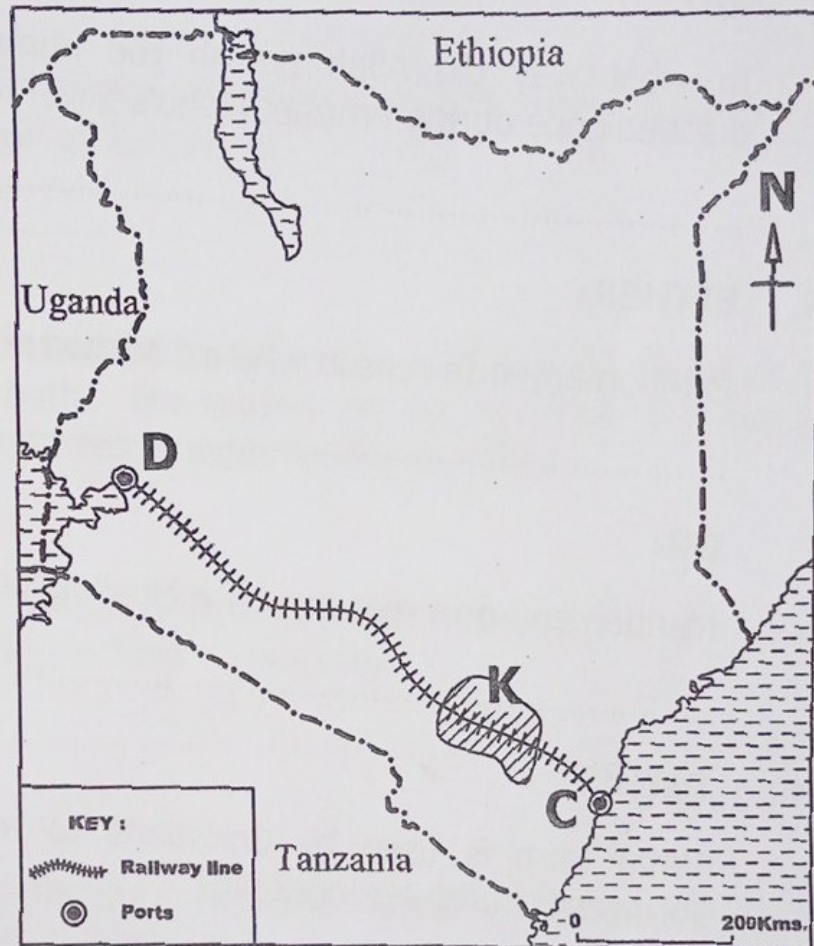 Ethiopia
N
Uganda
D
K
C
KEY :
Railway line
Ports
Tanzania
0 200Kms.